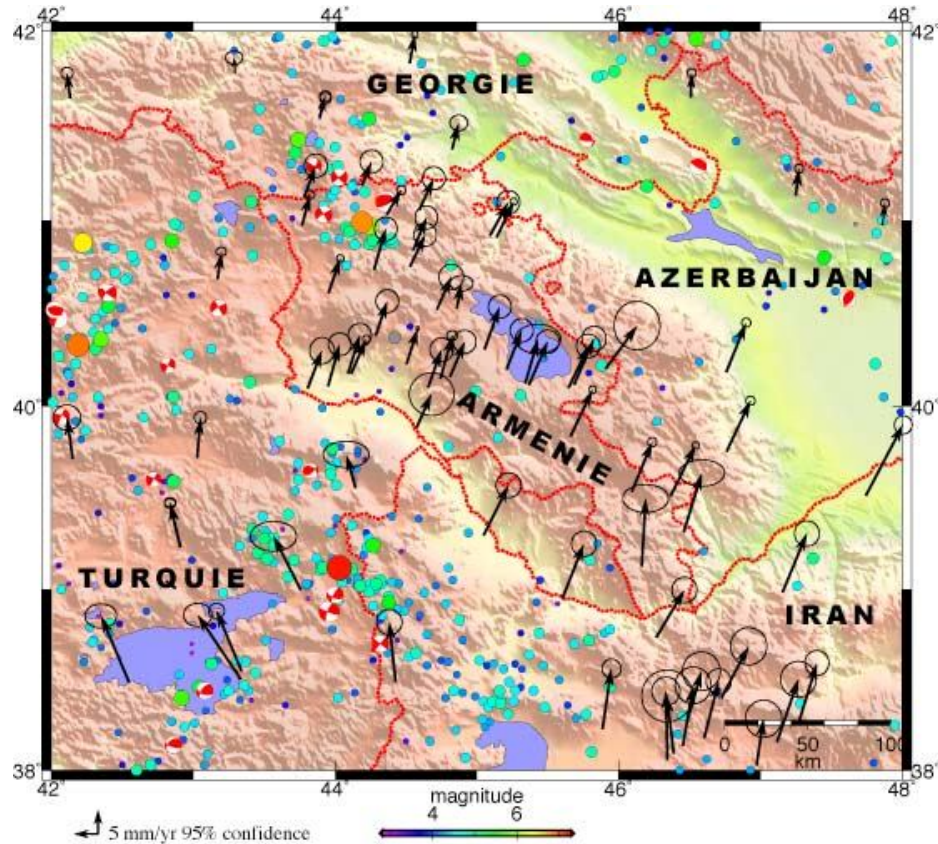 42° 44° 46° 48°
42° 42°
GEORGIE
AZERBAIJAN
40° 40°
ARMENIE
TURQUIE
IRAN
0 50 100
km
38° 38°
42° 44° 46° 48°
magnitude
5 mm/yr 95% confidence
4 6